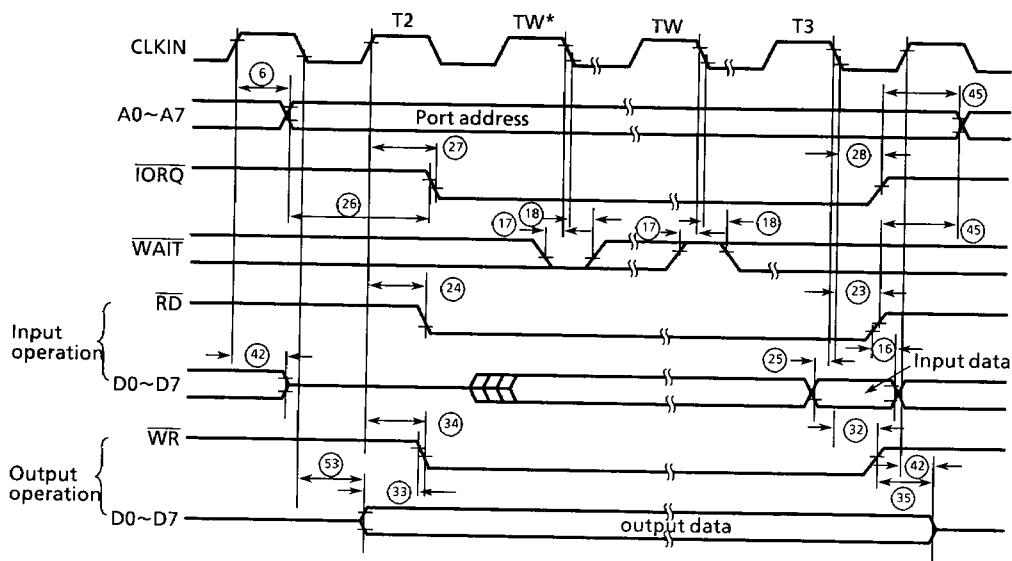 T2 TW* TW T3
CLKIN
6 45
A0~A7 Port address
27 28
IORQ
26
17 18 17 18 45
WAIT
24 23
RD
Input operation
42 25 16 Input data
D0~D7
34 32
WR
Output operation
53 33 42
35
D0~D7 output data